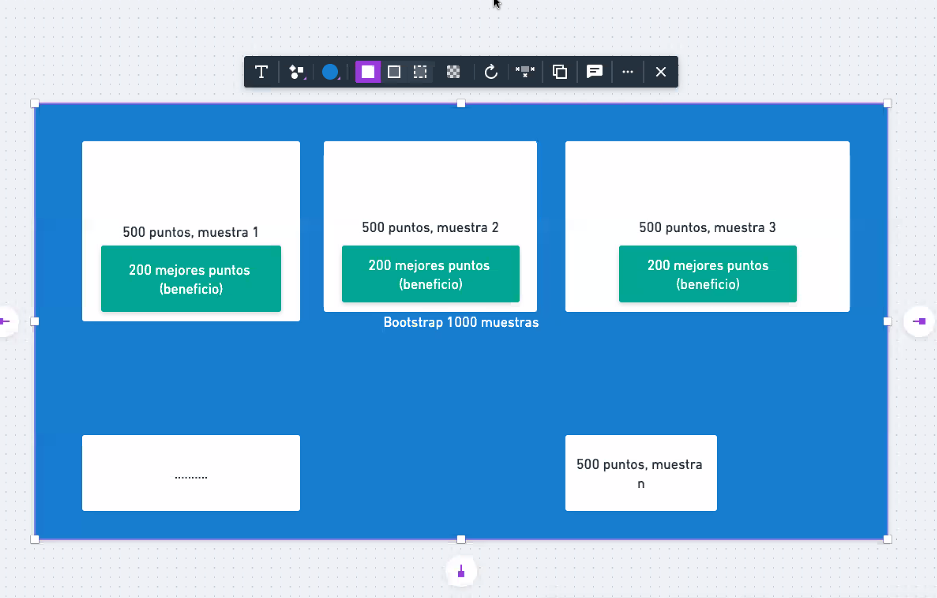 500 puntos, muestra 1
200 mejores puntos
(beneficio)
500 puntos, muestra 2
200 mejores puntos
(beneficio)
500 puntos, muestra 3
200 mejores puntos
(beneficio)
Bootstrap 1000 muestras
..........
500 puntos, muestra
n